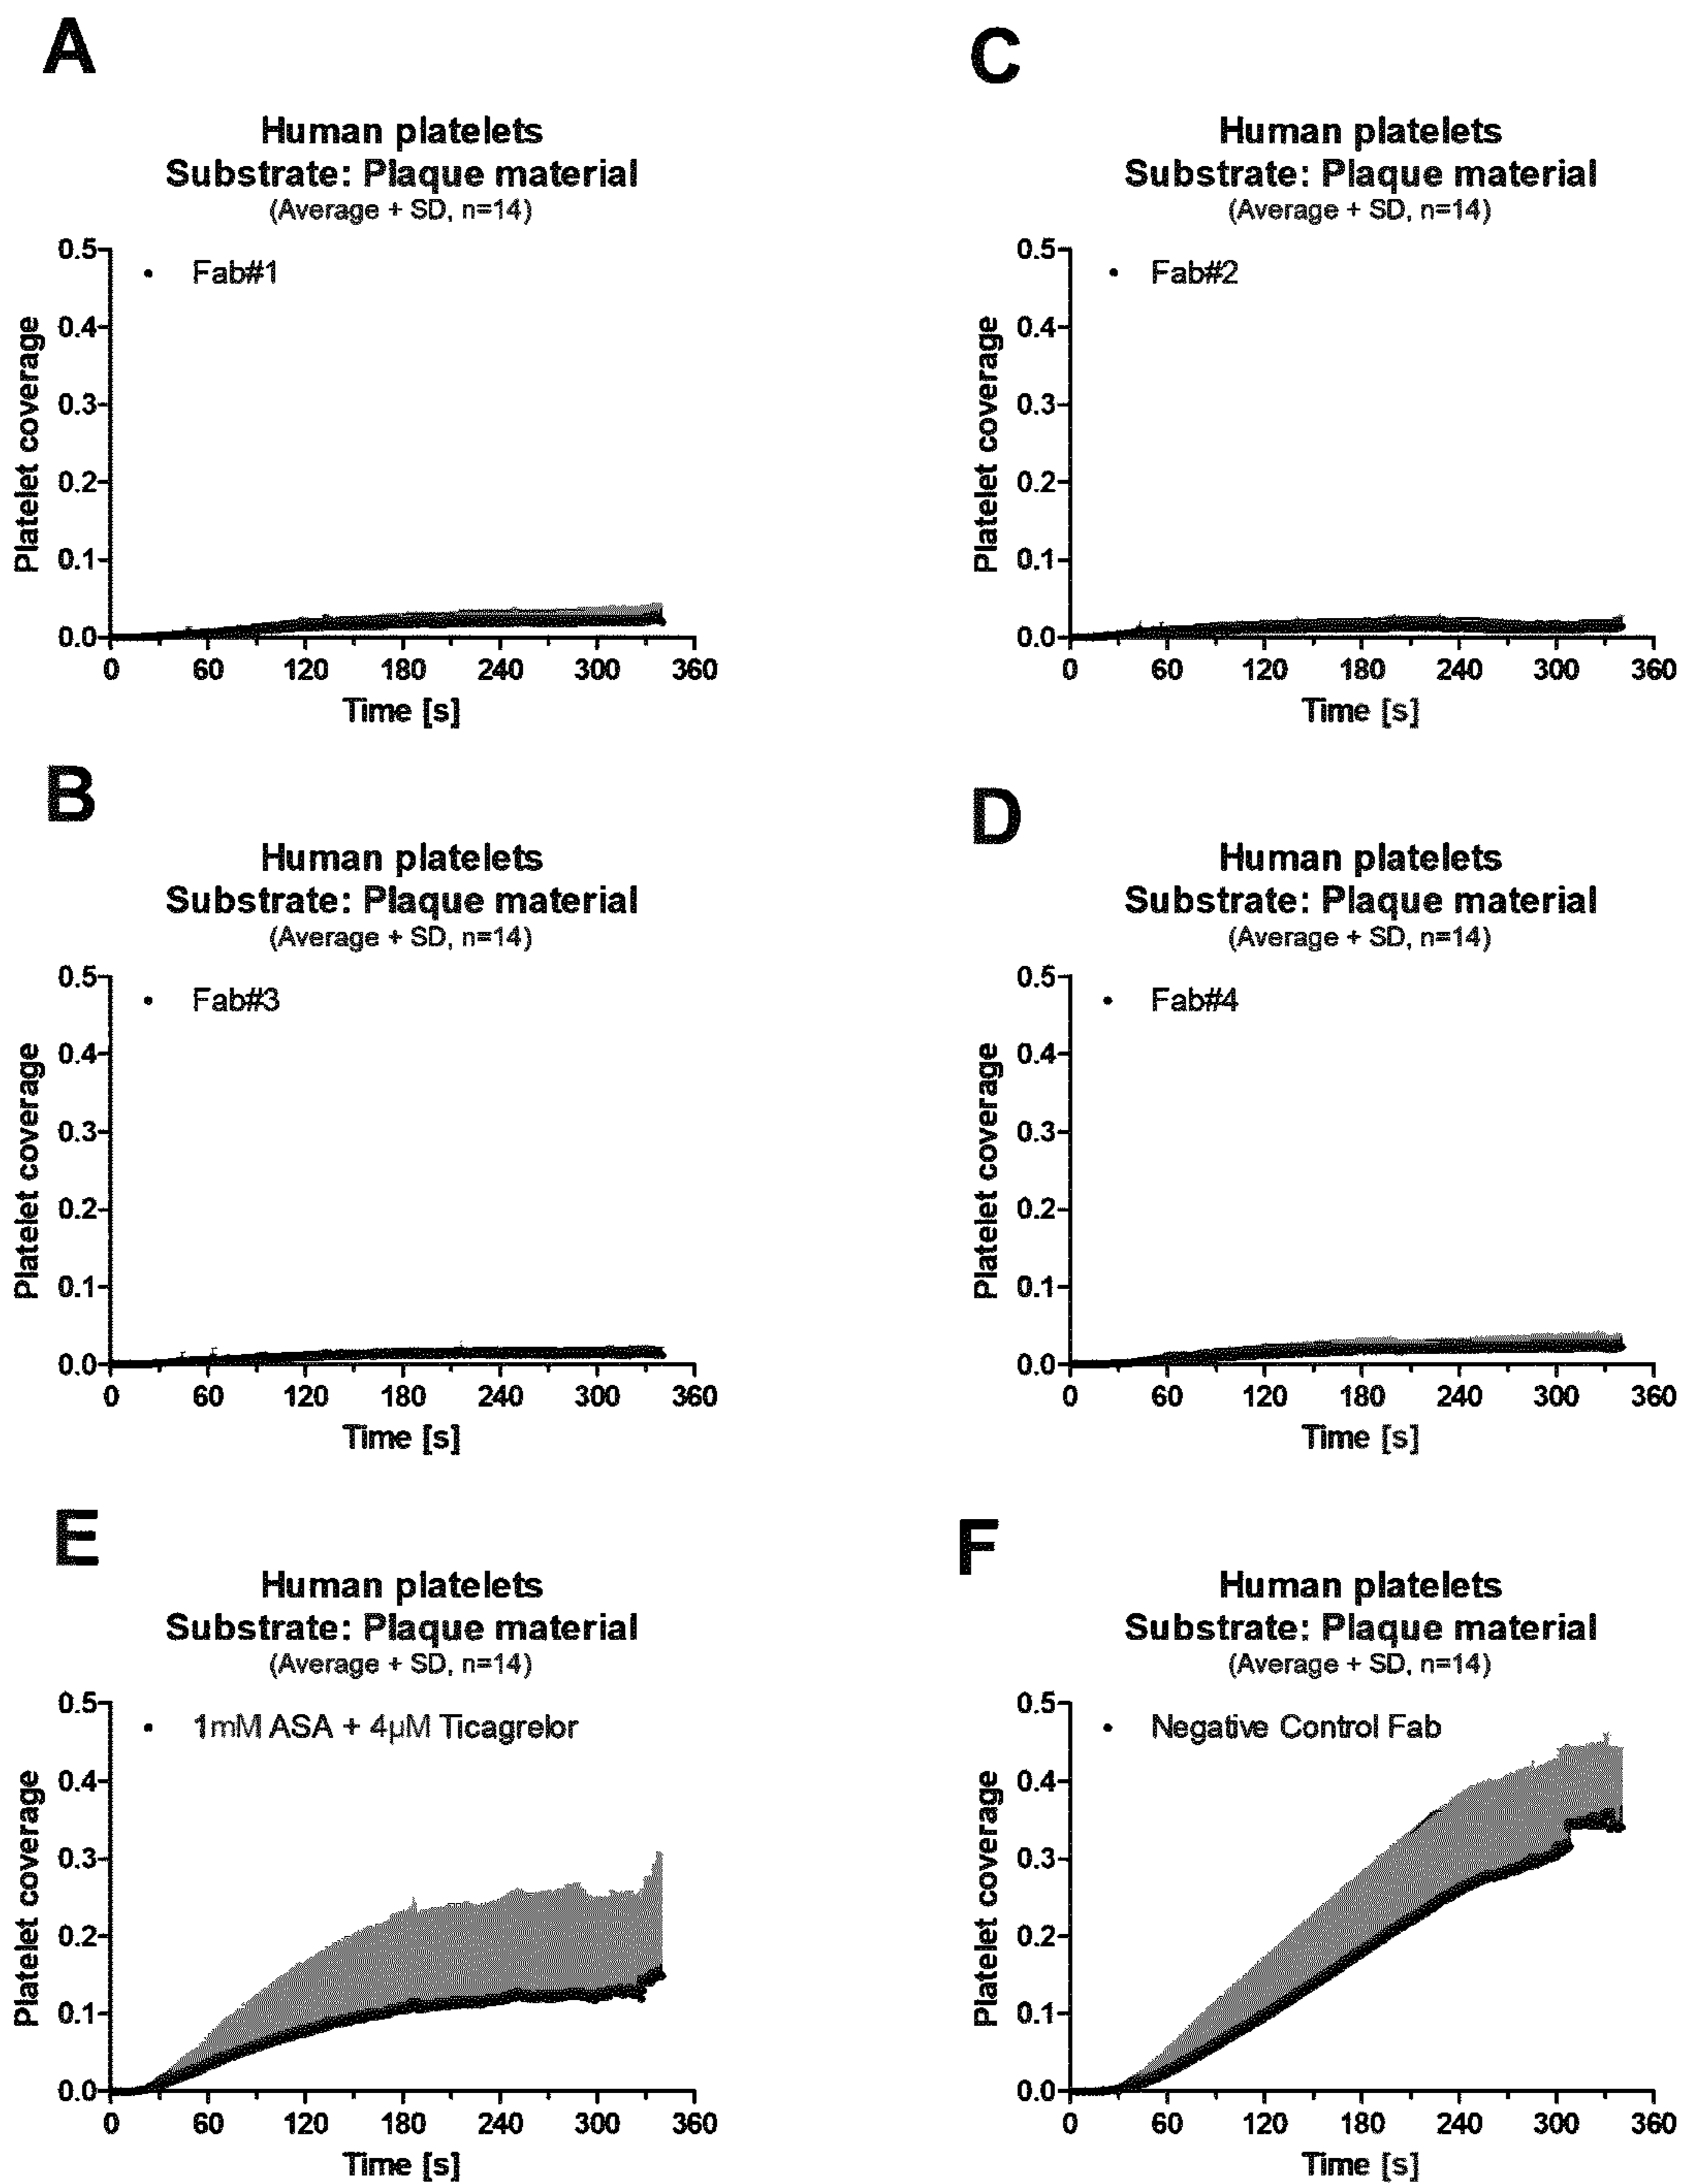 A
Human platelets
Substrate: Plaque material
(Average + SD, n=14)
Fab#1
Platelet coverage
0.5
0.4
0.3
0.2
0.1
0.0
0 60 120 180 240 300 360
Time [s]
C
Human platelets
Substrate: Plaque material
(Average + SD, n=14)
Fab#2
Platelet coverage
0.5
0.4
0.3
0.2
0.1
0.0
0 60 120 180 240 300 360
Time [s]
B
Human platelets
Substrate: Plaque material
(Average + SD, n=14)
Fab#3
Platelet coverage
0.5
0.4
0.3
0.2
0.1
0.0
0 60 120 180 240 300 360
Time [s]
D
Human platelets
Substrate: Plaque material
(Average + SD, n=14)
Fab#4
Platelet coverage
0.5
0.4
0.3
0.2
0.1
0.0
0 60 120 180 240 300 360
Time [s]
E
Human platelets
Substrate: Plaque material
(Average + SD, n=14)
1mM ASA + 4µM Ticagrelor
Platelet coverage
0.5
0.4
0.3
0.2
0.1
0.0
0 60 120 180 240 300 360
Time [s]
F
Human platelets
Substrate: Plaque material
(Average + SD, n=14)
Negative Control Fab
Platelet coverage
0.5
0.4
0.3
0.2
0.1
0.0
0 60 120 180 240 300 360
Time [s]